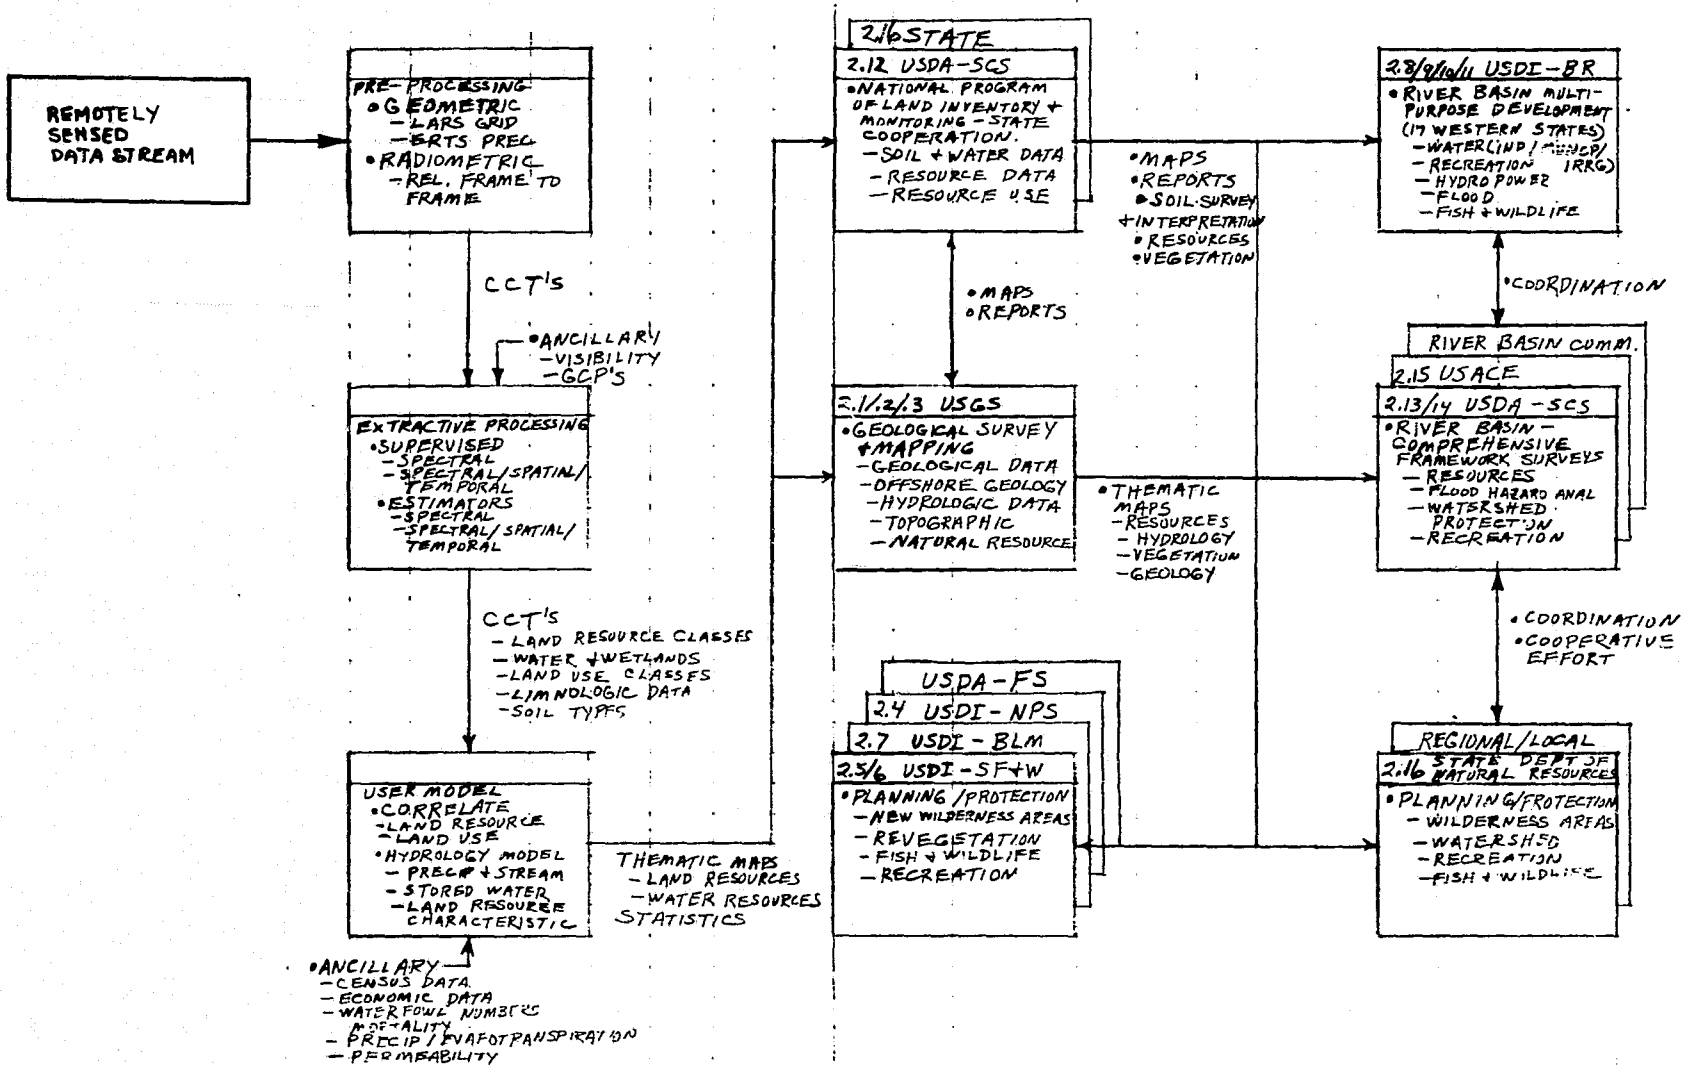 REMOTELY
SENSED
DATA STREAM
PRE-PROCESSING
•GEOMETRIC
-LARS GRID
-ERTS PREC
•RADIOMETRIC
-REL. FRAME TO
FRAME
CCT'S
•ANCILLARY
-VISIBILITY
-GCP'S
EXTRACTIVE PROCESSING
•SUPERVISED
-SPECTRAL
-SPECTRAL/SPATIAL/
TEMPORAL
•ESTIMATORS
-SPECTRAL
-SPECTRAL/SPATIAL/
TEMPORAL
CCT'S
- LAND RESOURCE CLASSES
-WATER +WETLANDS
-LAND USE CLASSES
-LIMNOLOGIC DATA
-SOIL TYPES
USER MODEL
•CORRELATE
-LAND RESOURCE
-LAND USE
•HYDROLOGY MODEL
- PRECIP + STREAM
- STORED WATER
-LAND RESOURCE
CHARACTERISTIC
•ANCILLARY
-CENSUS DATA
-ECONOMIC DATA
-WATERFOWL NUMBERS
MORTALITY
- PRECIP/EVAPOTRANSPIRATION
-PERMEABILITY
THEMATIC MAPS
- LAND RESOURCES
-WATER RESOURCES
STATISTICS
2.16 STATE
2.12 USDA-SCS
•NATIONAL PROGRAM
OF LAND INVENTORY +
MONITORING-STATE
COOPERATION.
-SOIL + WATER DATA
-RESOURCE DATA
-RESOURCE USE
•MAPS
•REPORTS
2.1/.2/.3 USGS
•GEOLOGICAL SURVEY
+MAPPING
-GEOLOGICAL DATA
-OFFSHORE GEOLOGY
-HYDROLOGIC DATA
-TOPOGRAPHIC
-NATURAL RESOURCE
USDA-FS
2.4 USDI-NPS
2.7 USDI-BLM
2.5/6 USDI-SF+W
•PLANNING/PROTECTION
-NEW WILDERNESS AREAS
-REVEGETATION
-FISH + WILDLIFE
-RECREATION
•MAPS
•REPORTS
•SOIL SURVEY
+INTERPRETATION
•RESOURCES
•VEGETATION
•THEMATIC
MAPS
-RESOURCES
- HYDROLOGY
-VEGETATION
-GEOLOGY
2.8/9/10/11 USDI-BR
•RIVER BASIN MULTI-
PURPOSE DEVELOPMENT
(17 WESTERN STATES)
-WATER(IND/MUNCP/
-RECREATION IRRG)
-HYDROPOWER
-FLOOD
-FISH + WILDLIFE
•COORDINATION
RIVER BASIN COMM.
2.15 USACE
2.13/14 USDA-SCS
•RIVER BASIN-
COMPREHENSIVE
FRAMEWORK SURVEYS
-RESOURCES
-FLOOD HAZARD ANAL
-WATERSHED
PROTECTION
-RECREATION
•COORDINATION
•COOPERATIVE
EFFORT
REGIONAL/LOCAL
2.16 STATE DEPT OF
NATURAL RESOURCES
•PLANNING/PROTECTION
- WILDERNESS AREAS
-WATERSHED
-RECREATION
-FISH + WILDLIFE